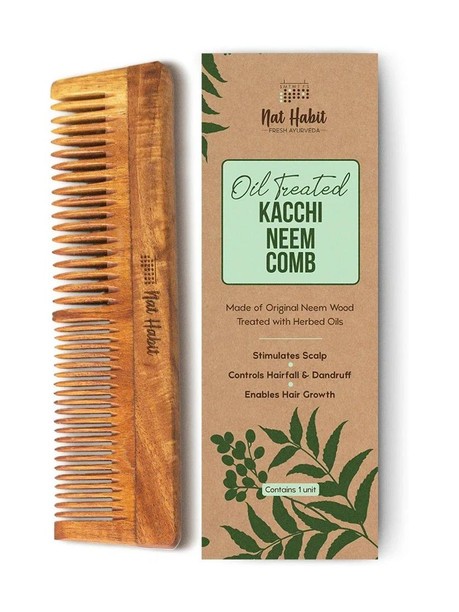 Nat Habit
Nat Habit
FRESH AYURVEDA
Oil Treated
KACCHI
NEEM
COMB
Made of Original Neem Wood
Treated with Herbed Oils
Stimulates Scalp
Controls Hairfall & Dandruff
Enables Hair Growth
Contains 1 unit